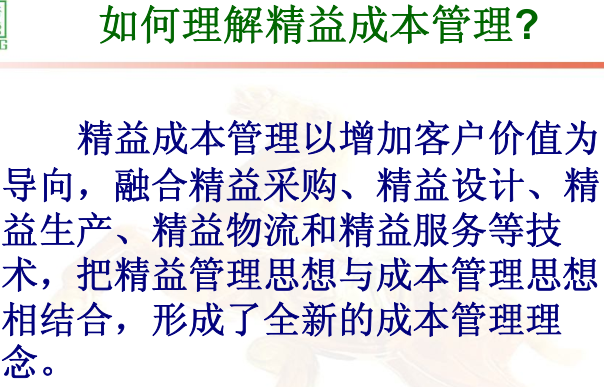 如何理解精益成本管理?
精益成本管理以增加客户价值为
导向，融合精益采购、精益设计、精
益生产、精益物流和精益服务等技
术，把精益管理思想与成本管理思想
相结合，形成了全新的成本管理理
念。